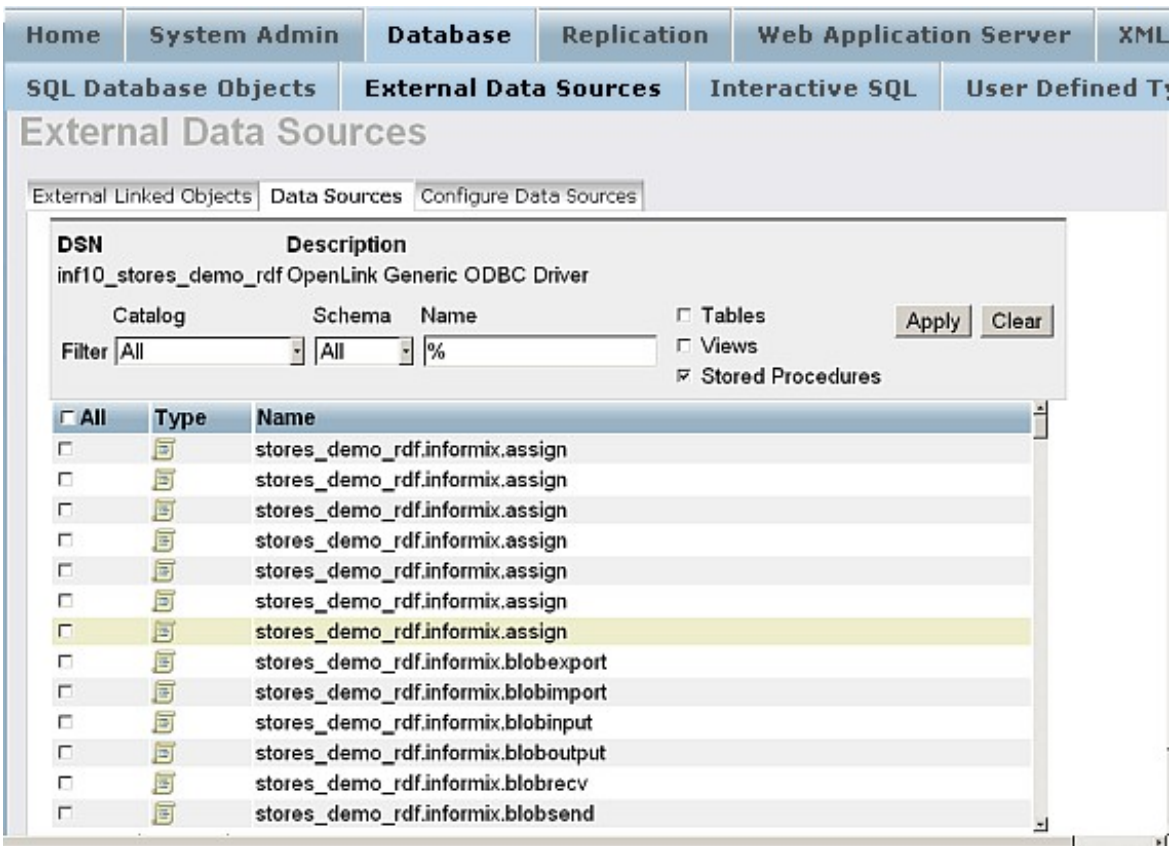 Home System Admin Database Replication Web Application Server XML
SQL Database Objects External Data Sources Interactive SQL User Defined Ty
External Data Sources
External Linked Objects Data Sources Configure Data Sources
DSN Description
inf10_stores_demo_rdf OpenLink Generic ODBC Driver
Catalog Schema Name Tables Apply Clear
Filter All All % Views
Stored Procedures
All Type Name
stores_demo_rdf.informix.assign
stores_demo_rdf.informix.assign
stores_demo_rdf.informix.assign
stores_demo_rdf.informix.assign
stores_demo_rdf.informix.assign
stores_demo_rdf.informix.assign
stores_demo_rdf.informix.assign
stores_demo_rdf.informix.blobexport
stores_demo_rdf.informix.blobimport
stores_demo_rdf.informix.blobinput
stores_demo_rdf.informix.bloboutput
stores_demo_rdf.informix.blobrecv
stores_demo_rdf.informix.blobsend